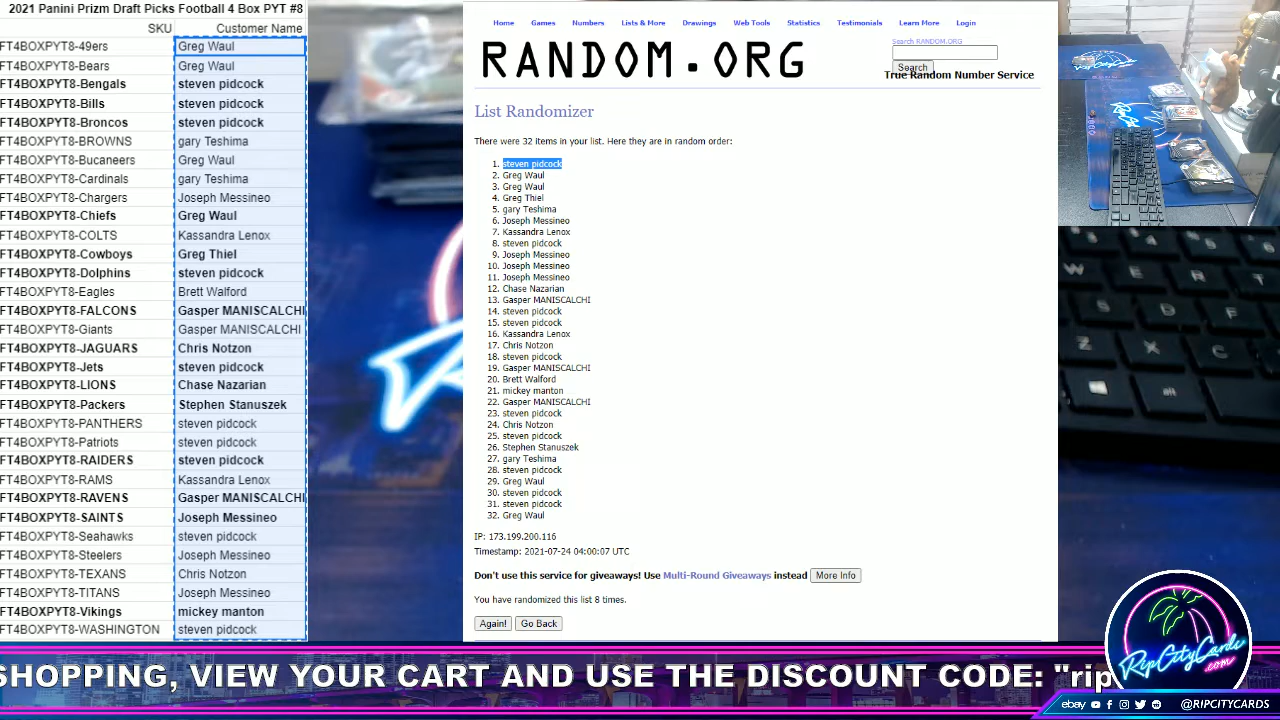 2021 Panini Prizm Draft Picks Football 4 Box PYT #8
SKU Customer Name
FT4BOXPYT8-49ers Greg Waul
FT4BOXPYT8-Bears Greg Waul
FT4BOXPYT8-Bengals steven pidcock
FT4BOXPYT8-Bills steven pidcock
FT4BOXPYT8-Broncos steven pidcock
FT4BOXPYT8-BROWNS gary Teshima
FT4BOXPYT8-Bucaneers Greg Waul
FT4BOXPYT8-Cardinals gary Teshima
FT4BOXPYT8-Chargers Joseph Messineo
FT4BOXPYT8-Chiefs Greg Waul
FT4BOXPYT8-COLTS Kassandra Lenox
FT4BOXPYT8-Cowboys Greg Thiel
FT4BOXPYT8-Dolphins steven pidcock
FT4BOXPYT8-Eagles Brett Walford
FT4BOXPYT8-FALCONS Gasper MANISCALCHI
FT4BOXPYT8-Giants Gasper MANISCALCHI
FT4BOXPYT8-JAGUARS Chris Notzon
FT4BOXPYT8-Jets steven pidcock
FT4BOXPYT8-LIONS Chase Nazarian
FT4BOXPYT8-Packers Stephen Stanuszek
FT4BOXPYT8-PANTHERS steven pidcock
FT4BOXPYT8-Patriots steven pidcock
FT4BOXPYT8-RAIDERS steven pidcock
FT4BOXPYT8-RAMS Kassandra Lenox
FT4BOXPYT8-RAVENS Gasper MANISCALCHI
FT4BOXPYT8-SAINTS Joseph Messineo
FT4BOXPYT8-Seahawks steven pidcock
FT4BOXPYT8-Steelers Joseph Messineo
FT4BOXPYT8-TEXANS Chris Notzon
FT4BOXPYT8-TITANS Joseph Messineo
FT4BOXPYT8-Vikings mickey manton
FT4BOXPYT8-WASHINGTON steven pidcock
Home Games Numbers Lists & More Drawings Web Tools Statistics Testimonials Learn More Login
Search RANDOM.ORG
Search
RANDOM.ORG
True Random Number Service
List Randomizer
There were 32 items in your list. Here they are in random order:
1. steven pidcock
2. Greg Waul
3. Greg Waul
4. Greg Thiel
5. gary Teshima
6. Joseph Messineo
7. Kassandra Lenox
8. steven pidcock
9. Joseph Messineo
10. Joseph Messineo
11. Joseph Messineo
12. Chase Nazarian
13. Gasper MANISCALCHI
14. steven pidcock
15. steven pidcock
16. Kassandra Lenox
17. Chris Notzon
18. steven pidcock
19. Gasper MANISCALCHI
20. Brett Walford
21. mickey manton
22. Gasper MANISCALCHI
23. steven pidcock
24. Chris Notzon
25. steven pidcock
26. Stephen Stanuszek
27. gary Teshima
28. steven pidcock
29. Greg Waul
30. steven pidcock
31. steven pidcock
32. Greg Waul
IP: 173.199.200.116
Timestamp: 2021-07-24 04:00:07 UTC
Don't use this service for giveaways! Use Multi-Round Giveaways instead More Info
You have randomized this list 8 times.
Again! Go Back
SHOPPING, VIEW YOUR CART AND USE THE DISCOUNT CODE: "rip
RipCityCards
.com
ebay @RIPCITYCARDS